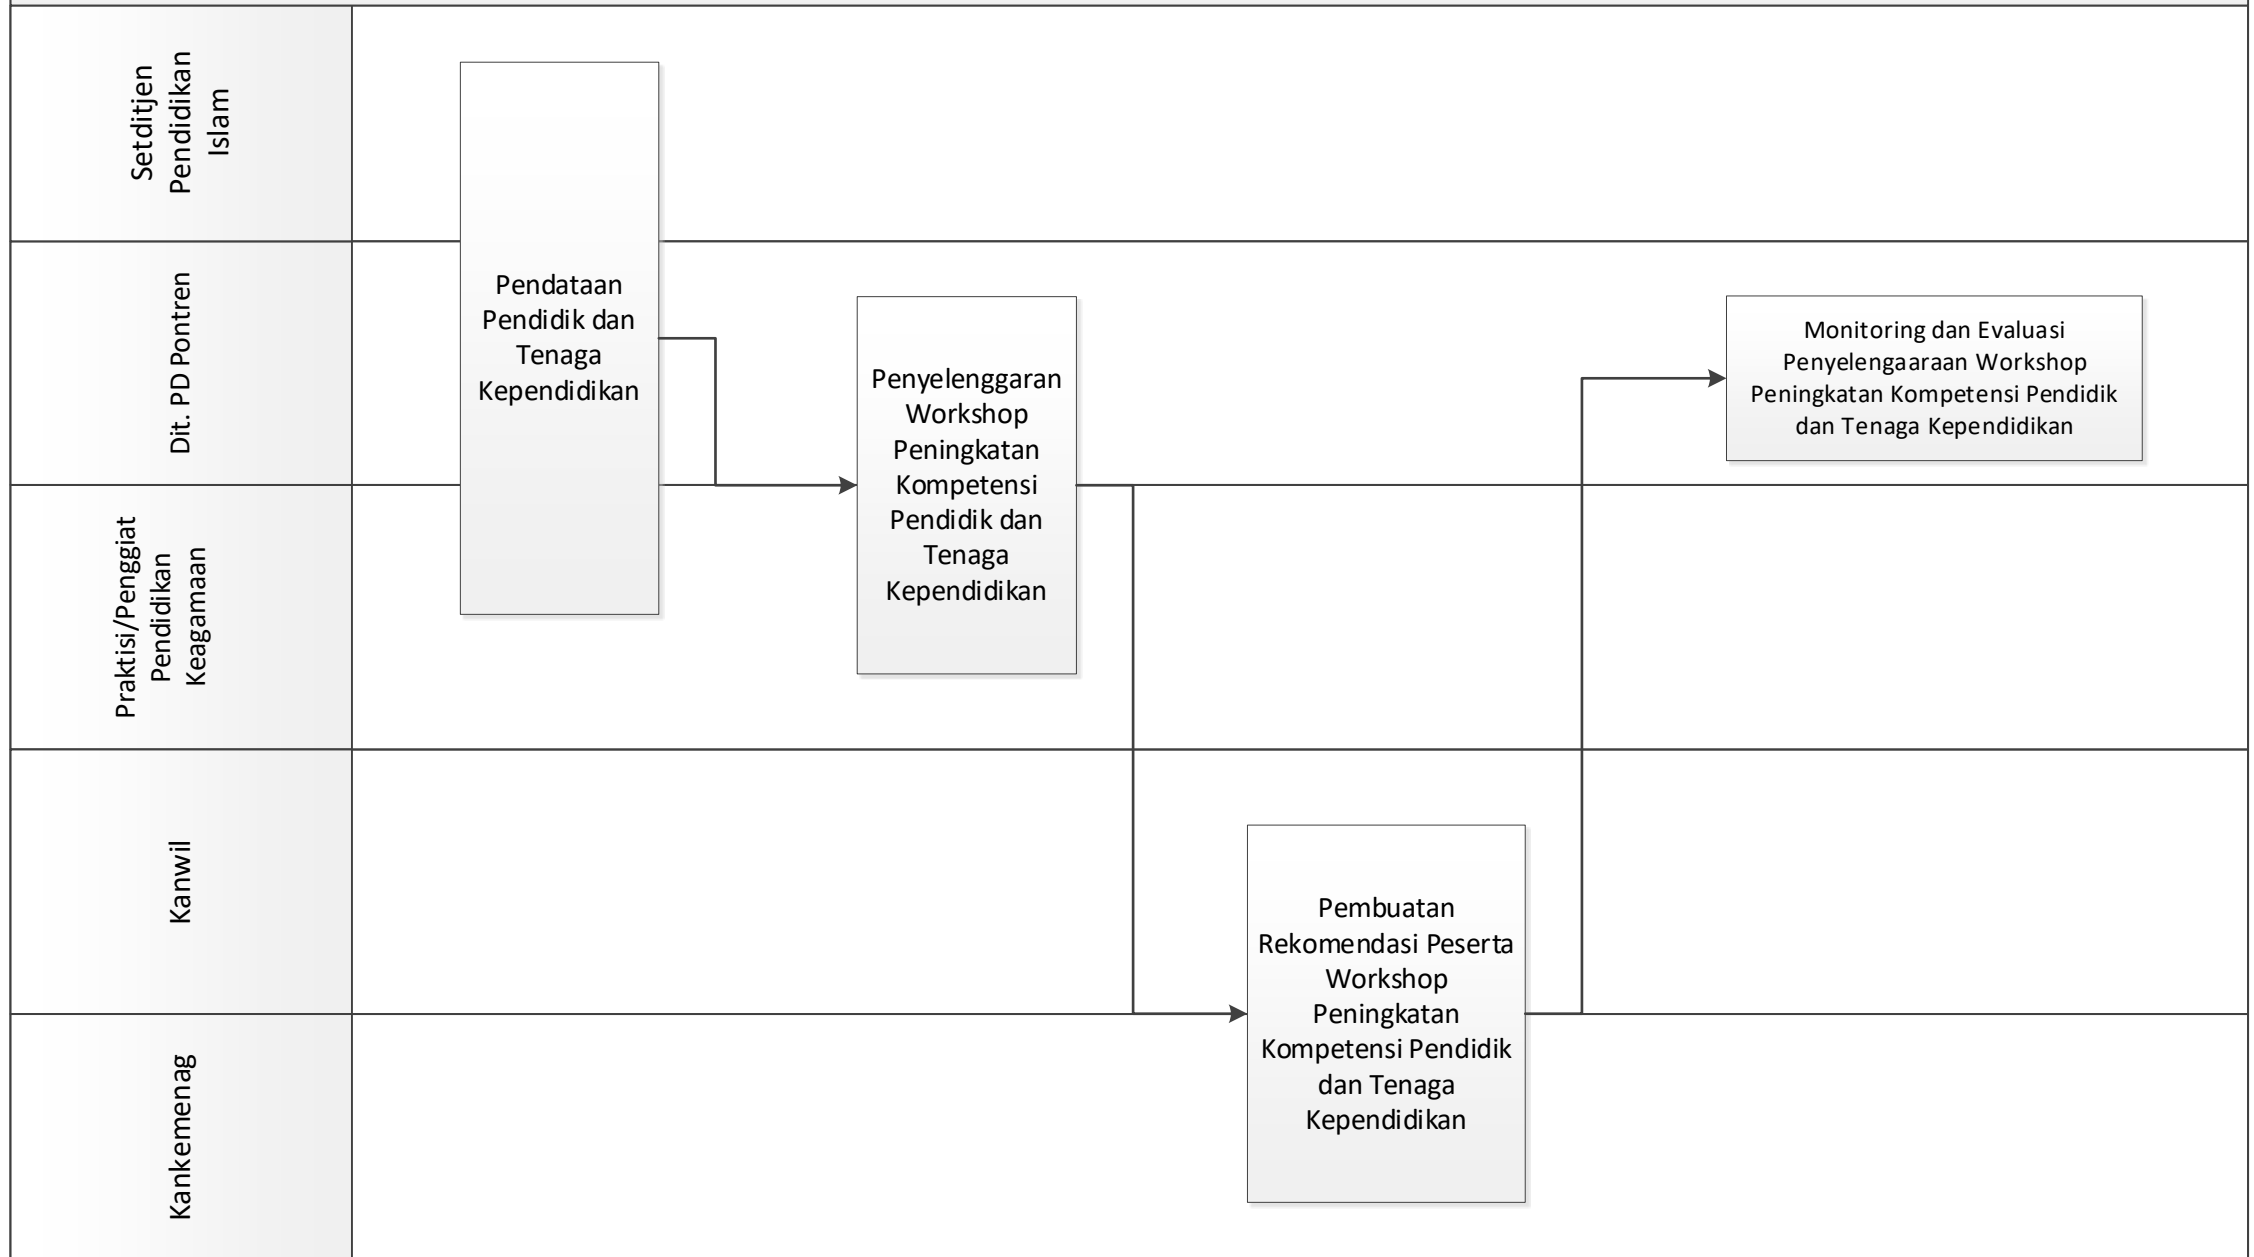 Setditjen
Pendidikan
Islam
Dit. PD Pontren
Praktisi/Penggiat
Pendidikan
Keagamaan
Kanwil
Kankemenag
Pendataan
Pendidik dan
Tenaga
Kependidikan
Penyelenggaran
Workshop
Peningkatan
Kompetensi
Pendidik dan
Tenaga
Kependidikan
Pembuatan
Rekomendasi Peserta
Workshop
Peningkatan
Kompetensi Pendidik
dan Tenaga
Kependidikan
Monitoring dan Evaluasi
Penyelengaaraan Workshop
Peningkatan Kompetensi Pendidik
dan Tenaga Kependidikan